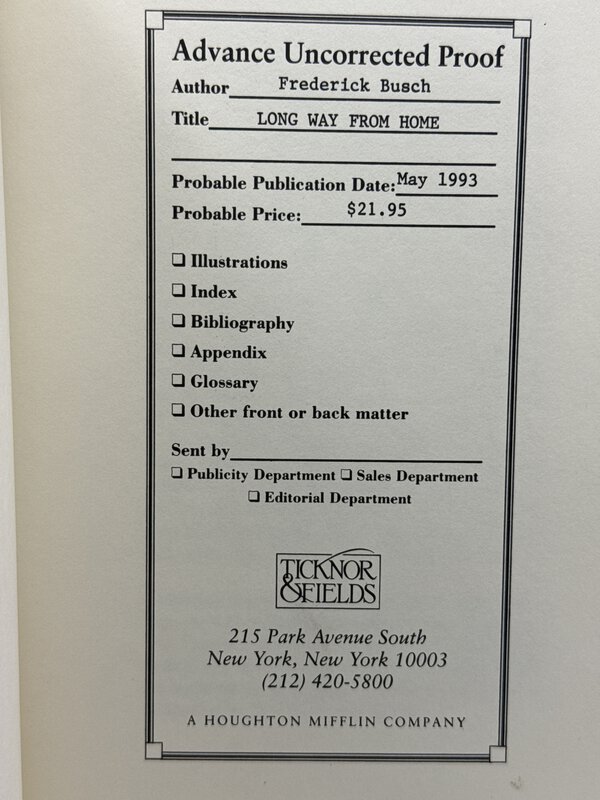 Advance Uncorrected Proof
Author Frederick Busch
Title LONG WAY FROM HOME
Probable Publication Date: May 1993
Probable Price: $21.95
❏ Illustrations
❏ Index
❏ Bibliography
❏ Appendix
❏ Glossary
❏ Other front or back matter
Sent by
❏ Publicity Department ❏ Sales Department
❏ Editorial Department
TICKNOR
&FIELDS
215 Park Avenue South
New York, New York 10003
(212) 420-5800
A HOUGHTON MIFFLIN COMPANY